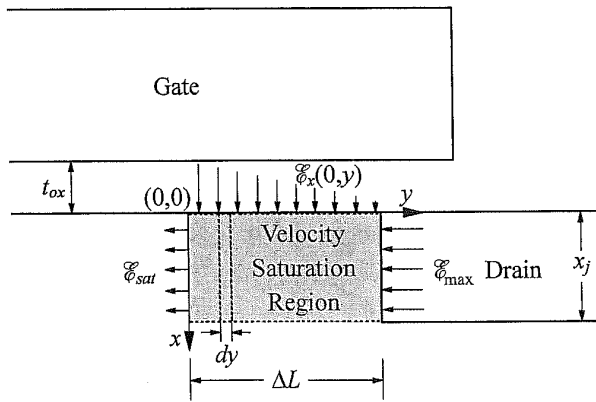 Gate
t_ox
ℰ_x(0,y)
(0,0)
y
Velocity
Saturation
Region
ℰ_sat
ℰ_max Drain
x_j
x
dy
ΔL